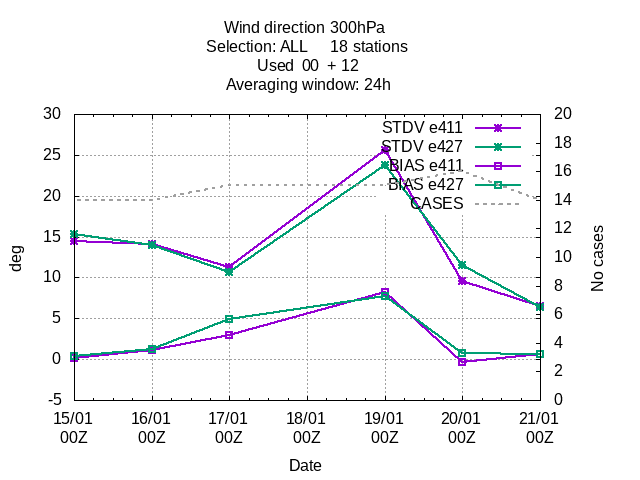 Wind direction 300hPa
Selection: ALL 18 stations
Used 00 + 12
Averaging window: 24h
30 20
STDV e411
18
STDV e427
25
BIAS e411 16
BIAS e427
20 14
CASES
12
15
10
deg
No cases
10 8
6
5
4
0 2
-5 0
15/01 16/01 17/01 18/01 19/01 20/01 21/01
00Z 00Z 00Z 00Z 00Z 00Z 00Z
Date